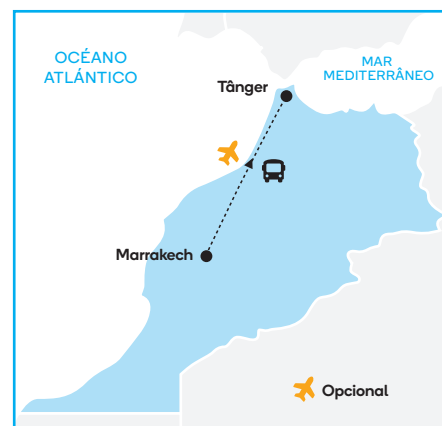 OCÉANO
ATLÁNTICO
MAR
MEDITERRÂNEO
Tânger
Marrakech
Opcional